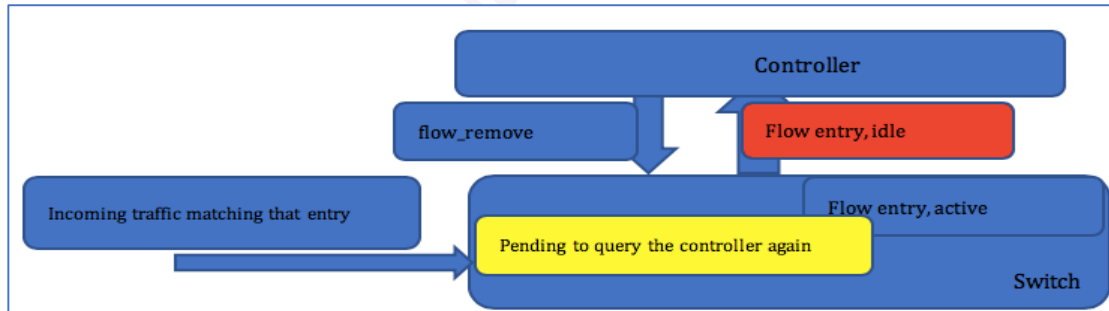 Controller
flow_remove
Flow entry, idle
Incoming traffic matching that entry
Flow entry, active
Pending to query the controller again
Switch